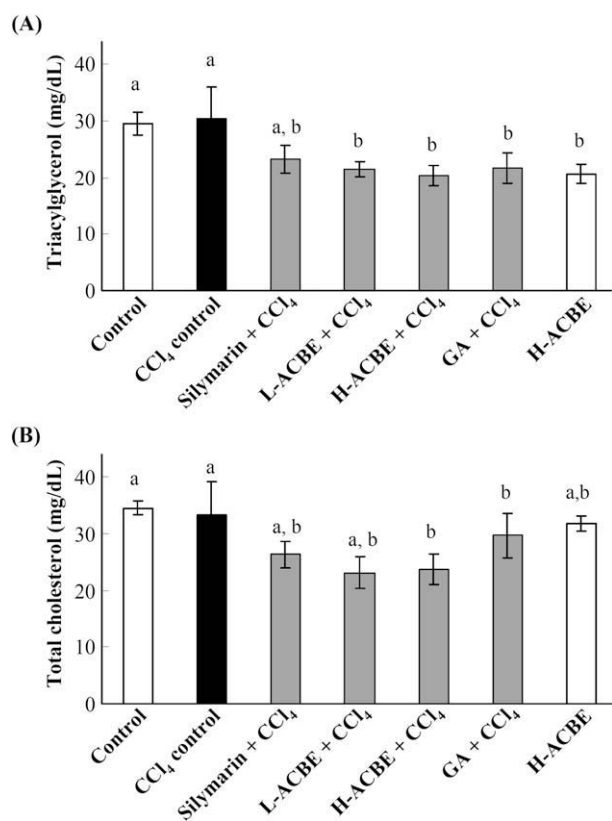 (A)
Triacylglycerol (mg/dL)
40
30
20
10
0
a
a
a, b
b
b
b
b
Control
CCl₄ control
Silymarin + CCl₄
L-ACBE + CCl₄
H-ACBE + CCl₄
GA + CCl₄
H-ACBE
(B)
Total cholesterol (mg/dL)
40
30
20
10
0
a
a
a, b
a, b
b
b
a,b
Control
CCl₄ control
Silymarin + CCl₄
L-ACBE + CCl₄
H-ACBE + CCl₄
GA + CCl₄
H-ACBE